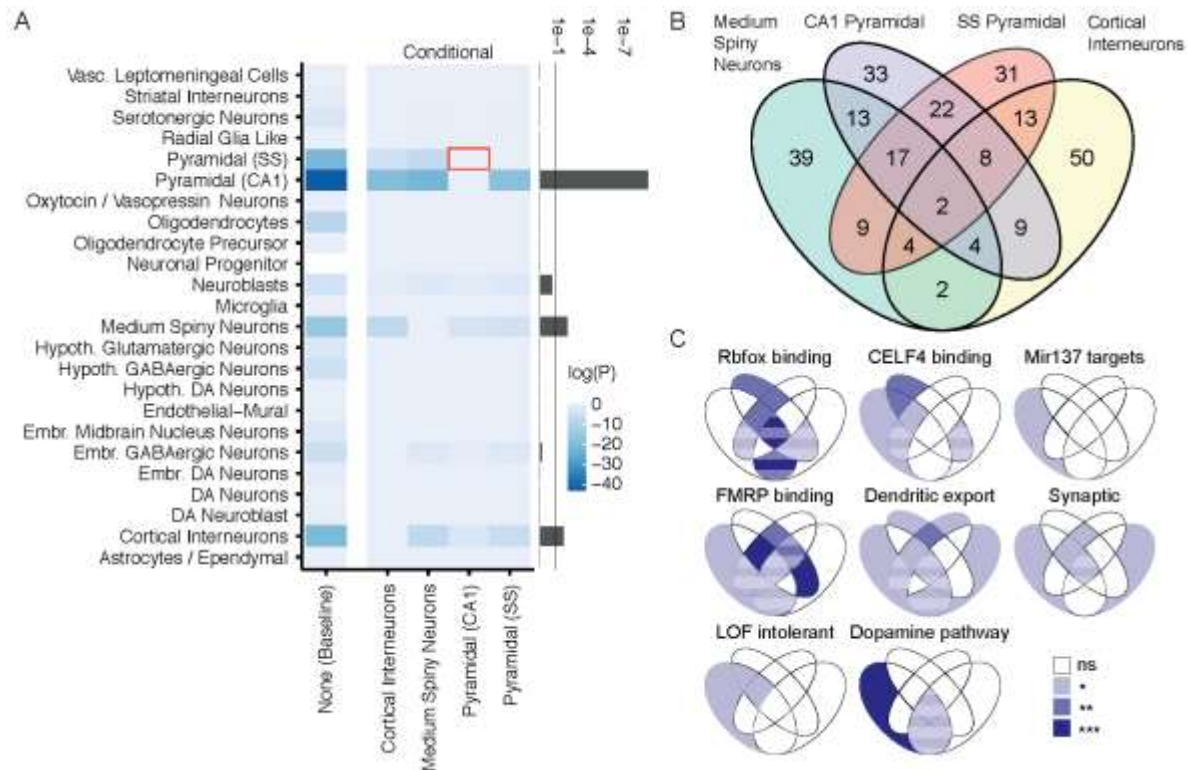 A
Conditional
1e-1
1e-4
1e-7
Vasc. Leptomeningeal Cells
Striatal Interneurons
Serotonergic Neurons
Radial Glia Like
Pyramidal (SS)
Pyramidal (CA1)
Oxytocin / Vasopressin Neurons
Oligodendrocytes
Oligodendrocyte Precursor
Neuronal Progenitor
Neuroblasts
Microglia
Medium Spiny Neurons
Hypoth. Glutamatergic Neurons
Hypoth. GABAergic Neurons
Hypoth. DA Neurons
Endothelial-Mural
Embr. Midbrain Nucleus Neurons
Embr. GABAergic Neurons
Embr. DA Neurons
DA Neurons
DA Neuroblast
Cortical Interneurons
Astrocytes / Ependymal
None (Baseline)
Cortical Interneurons
Medium Spiny Neurons
Pyramidal (CA1)
Pyramidal (SS)
log(P)
0
-10
-20
-30
-40
B
Medium
Spiny
Neurons
CA1 Pyramidal
SS Pyramidal
Cortical
Interneurons
33
31
13
22
13
39
17
8
50
2
9
4
4
9
2
C
Rbfox binding
CELF4 binding
Mir137 targets
FMRP binding
Dendritic export
Synaptic
LOF intolerant
Dopamine pathway
ns
*
**
***